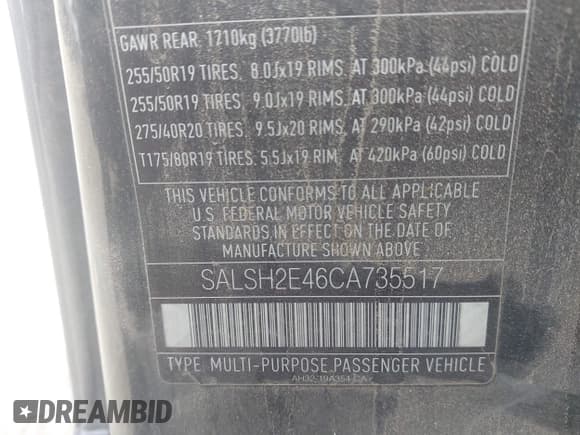 GAWR REAR: 1710kg (3770lb)
255/50R19 TIRES, 8.0Jx19 RIMS, AT 300kPa (44psi) COLD
255/50R19 TIRES, 9.0Jx19 RIMS, AT 300kPa (44psi) COLD
275/40R20 TIRES, 9.5Jx20 RIMS, AT 290kPa (42psi) COLD
T175/80R19 TIRES, 5.5Jx19 RIM, AT 420kPa (60psi) COLD
THIS VEHICLE CONFORMS TO ALL APPLICABLE
U.S. FEDERAL MOTOR VEHICLE SAFETY
STANDARDS IN EFFECT ON THE DATE OF
MANUFACTURE SHOWN ABOVE.
SALSH2E46CA735517
TYPE: MULTI-PURPOSE PASSENGER VEHICLE
DREAMBID